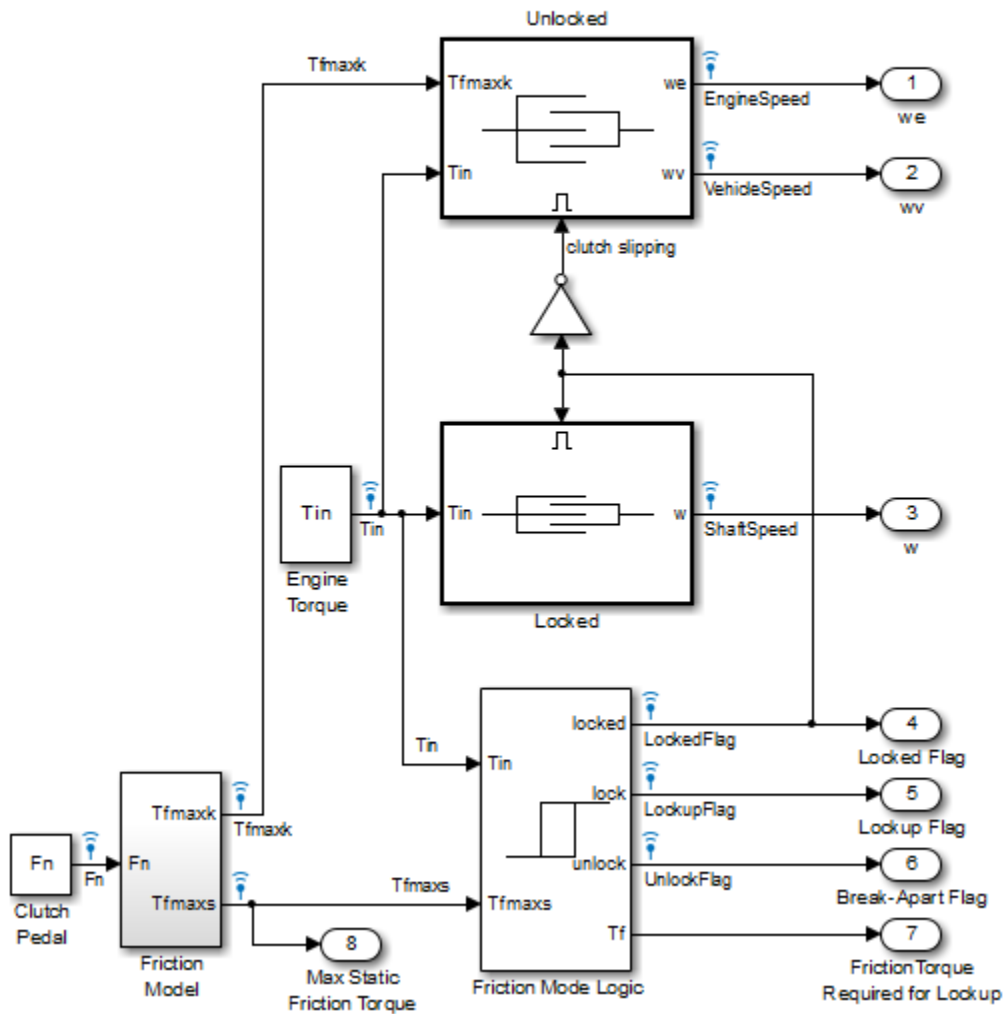 Unlocked
Tfmaxk
Tfmaxk
we
EngineSpeed
1
we
Tin
wv
VehicleSpeed
2
wv
clutch slipping
Tin
Tin
Engine
Torque
Tin
w
ShaftSpeed
3
w
Locked
locked
LockedFlag
4
Locked Flag
Tin
Tin
lock
LockupFlag
5
Lockup Flag
Tfmaxk
Tfmaxk
unlock
UnlockFlag
6
Break-Apart Flag
Fn
Fn
Fn
Clutch
Pedal
Tfmaxs
Tfmaxs
Tfmaxs
Tf
7
FrictionTorque
Required for Lockup
8
Max Static
Friction Torque
Friction
Model
Friction Mode Logic